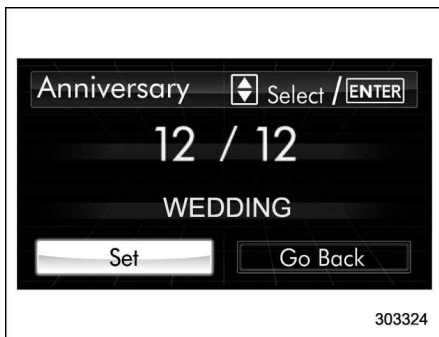 Anniversary Select / ENTER
12 / 12
WEDDING
Set Go Back
303324